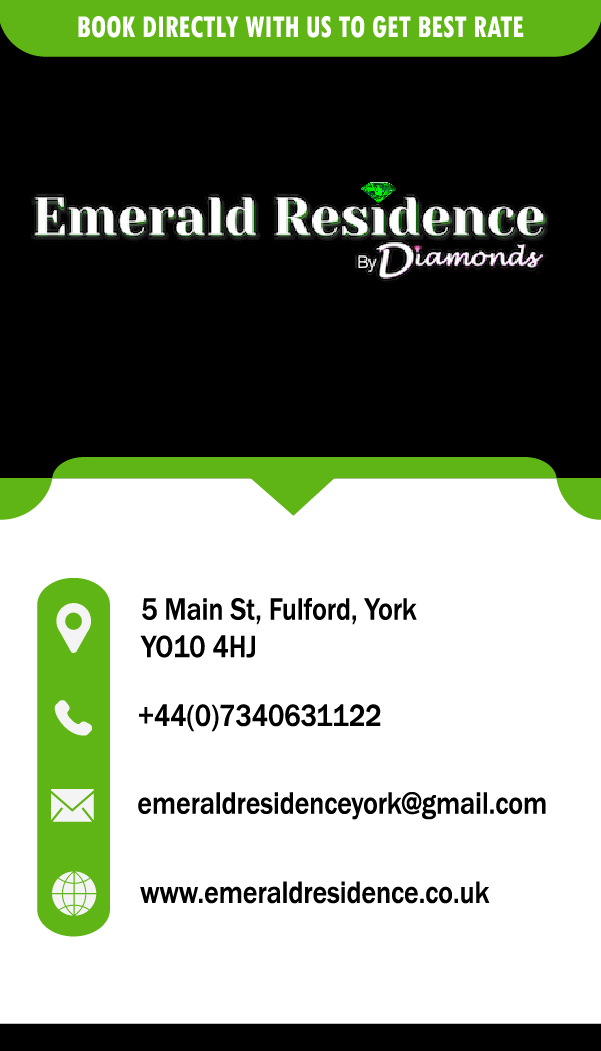 BOOK DIRECTLY WITH US TO GET BEST RATE
Emerald Residence
By Diamonds
5 Main St, Fulford, York
YO10 4HJ
+44(0)7340631122
emeraldresidenceyork@gmail.com
www.emeraldresidence.co.uk